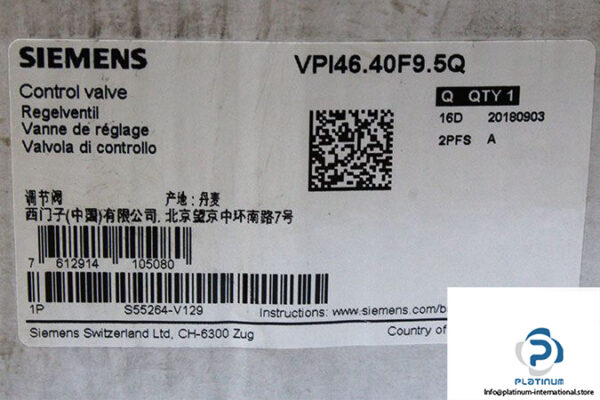 SIEMENS
VPI46.40F9.5Q
Control valve
Regelventil
Vanne de réglage
Valvola di controllo
Q QTY 1
16D 20180903
2PFS A
调节阀 产地：丹麦
西门子(中国)有限公司. 北京望京中环南路7号
7 612914 105080
1P S55264-V129
Instructions: www.siemens.com/b
Siemens Switzerland Ltd, CH-6300 Zug
Country of
PLATINUM
Info@platinum-international.store